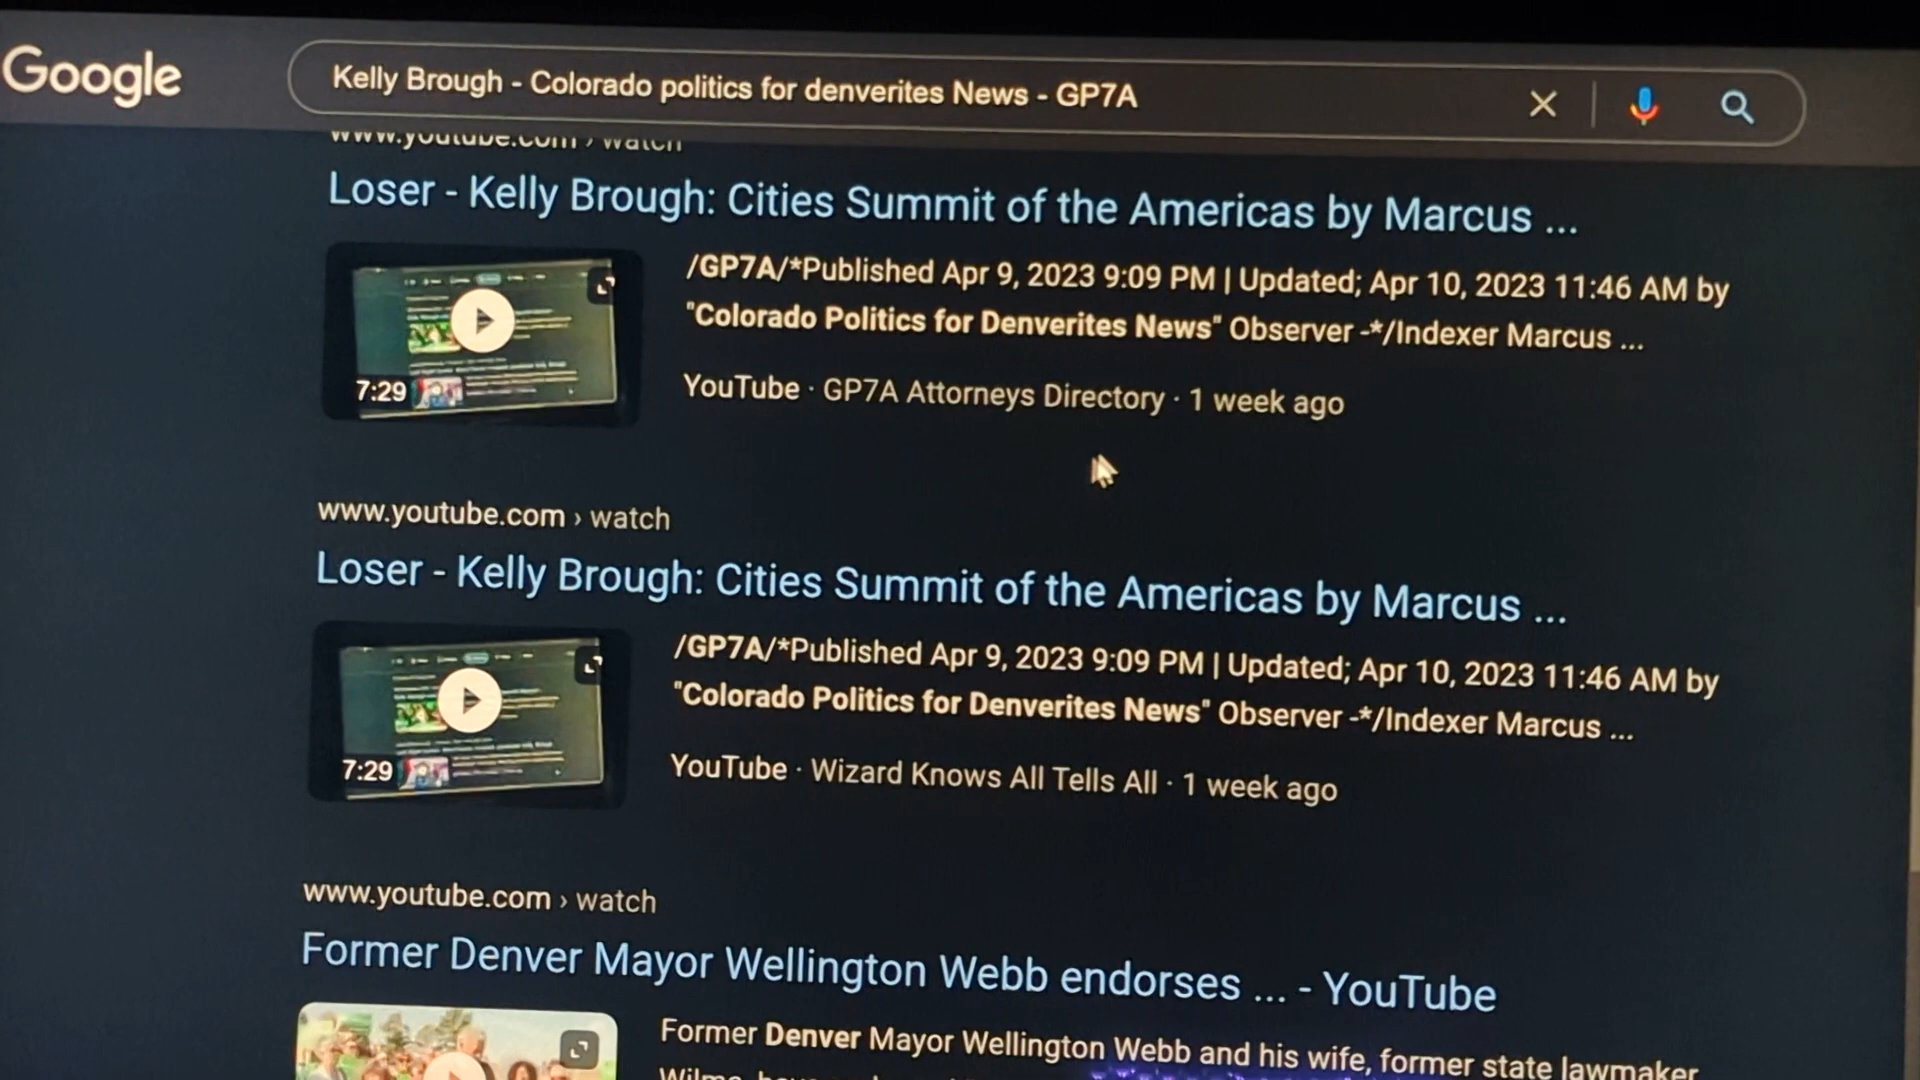 Google
Kelly Brough - Colorado politics for denverites News - GP7A
www.youtube.com › watch
Loser - Kelly Brough: Cities Summit of the Americas by Marcus ...
/GP7A/*Published Apr 9, 2023 9:09 PM | Updated; Apr 10, 2023 11:46 AM by
"Colorado Politics for Denverites News" Observer -*/Indexer Marcus ...
7:29
YouTube · GP7A Attorneys Directory · 1 week ago
www.youtube.com › watch
Loser - Kelly Brough: Cities Summit of the Americas by Marcus ...
/GP7A/*Published Apr 9, 2023 9:09 PM | Updated; Apr 10, 2023 11:46 AM by
"Colorado Politics for Denverites News" Observer -*/Indexer Marcus ...
7:29
YouTube · Wizard Knows All Tells All · 1 week ago
www.youtube.com › watch
Former Denver Mayor Wellington Webb endorses ... - YouTube
Former Denver Mayor Wellington Webb and his wife, former state lawmaker